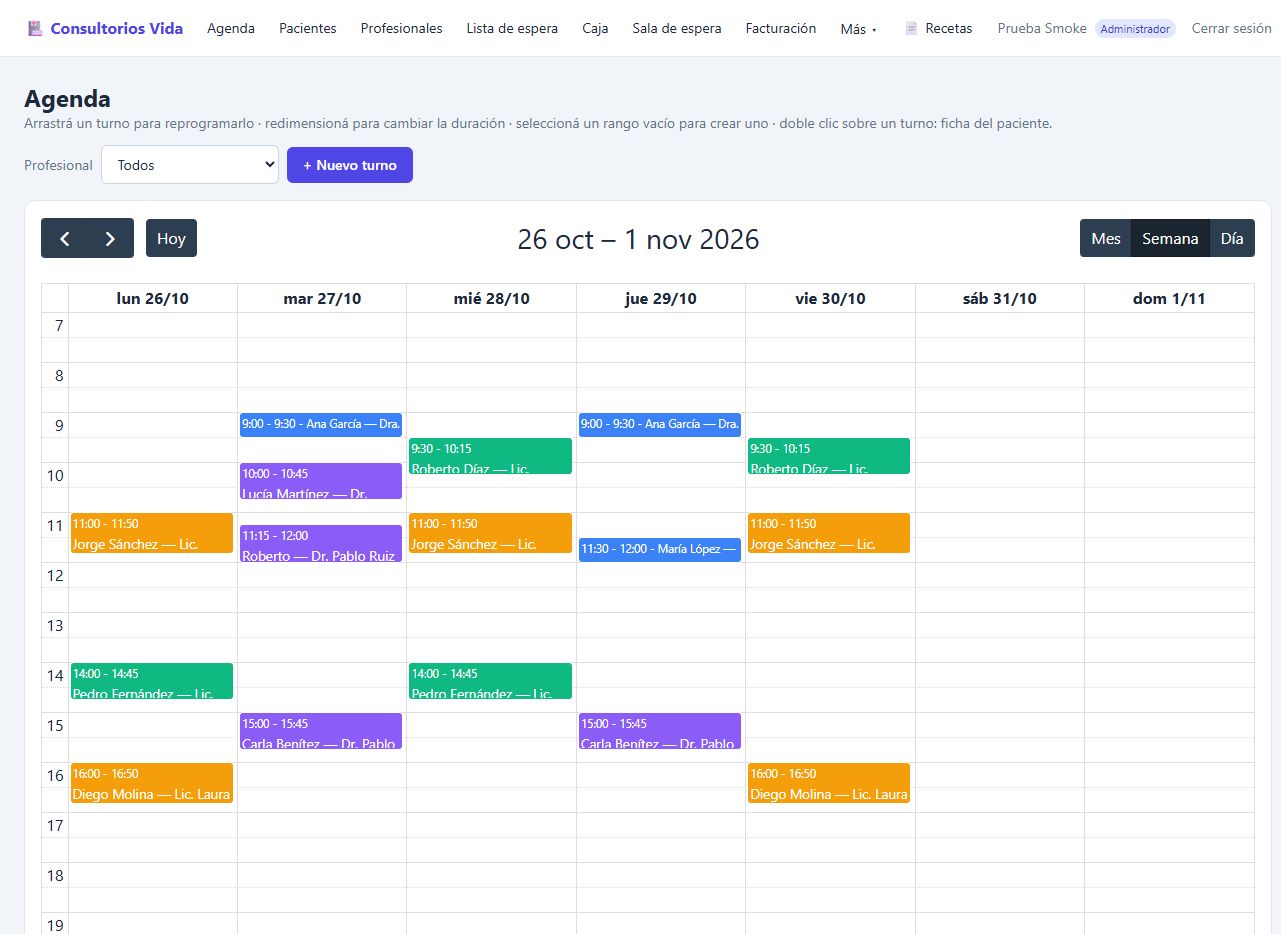 Consultorios Vida Agenda Pacientes Profesionales Lista de espera Caja Sala de espera Facturación Más Recetas Prueba Smoke Administrador Cerrar sesión
Agenda
Arrastrá un turno para reprogramarlo · redimensioná para cambiar la duración · seleccioná un rango vacío para crear uno · doble clic sobre un turno: ficha del paciente.
Profesional Todos + Nuevo turno
Hoy 26 oct – 1 nov 2026 Mes Semana Día
lun 26/10 mar 27/10 mié 28/10 jue 29/10 vie 30/10 sáb 31/10 dom 1/11
7
8
9
9:00 - 9:30 - Ana García — Dra.
9:00 - 9:30 - Ana García — Dra.
9:30 - 10:15
Roberto Díaz — Lic.
9:30 - 10:15
Roberto Díaz — Lic.
10
10:00 - 10:45
Lucía Martínez — Dr.
11
11:00 - 11:50
Jorge Sánchez — Lic.
11:15 - 12:00
Roberto — Dr. Pablo Ruiz
11:00 - 11:50
Jorge Sánchez — Lic.
11:30 - 12:00 - María López —
11:00 - 11:50
Jorge Sánchez — Lic.
12
13
14
14:00 - 14:45
Pedro Fernández — Lic.
14:00 - 14:45
Pedro Fernández — Lic.
15
15:00 - 15:45
Carla Benítez — Dr. Pablo
15:00 - 15:45
Carla Benítez — Dr. Pablo
16
16:00 - 16:50
Diego Molina — Lic. Laura
16:00 - 16:50
Diego Molina — Lic. Laura
17
18
19